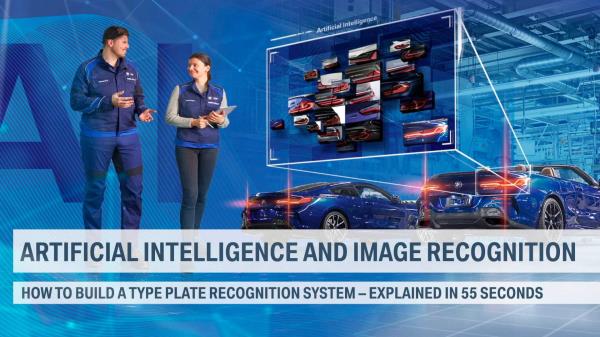 AI
Artificial Intelligence
ARTIFICIAL INTELLIGENCE AND IMAGE RECOGNITION
HOW TO BUILD A TYPE PLATE RECOGNITION SYSTEM – EXPLAINED IN 55 SECONDS